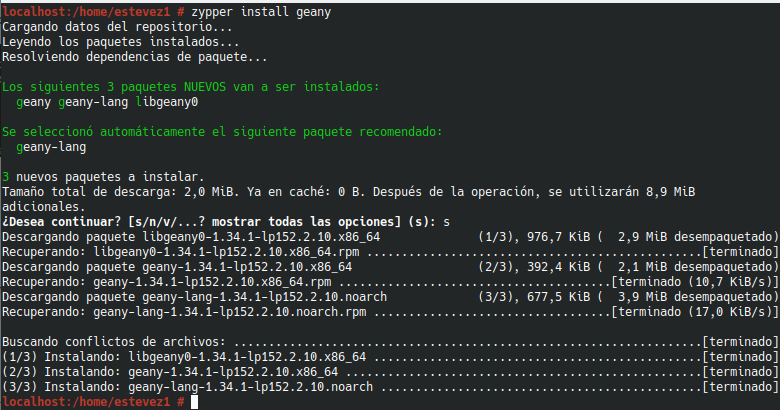 localhost:/home/estevez1 # zypper install geany
Cargando datos del repositorio...
Leyendo los paquetes instalados...
Resolviendo dependencias de paquete...
Los siguientes 3 paquetes NUEVOS van a ser instalados:
geany geany-lang libgeany0
Se seleccionó automáticamente el siguiente paquete recomendado:
geany-lang
3 nuevos paquetes a instalar.
Tamaño total de descarga: 2,0 MiB. Ya en caché: 0 B. Después de la operación, se utilizarán 8,9 MiB
adicionales.
¿Desea continuar? [s/n/v/...? mostrar todas las opciones] (s): s
Descargando paquete libgeany0-1.34.1-lp152.2.10.x86_64 (1/3), 976,7 KiB (  2,9 MiB desempaquetado)
Recuperando: libgeany0-1.34.1-lp152.2.10.x86_64.rpm ..............................................[terminado]
Descargando paquete geany-1.34.1-lp152.2.10.x86_64 (2/3), 392,4 KiB (  2,1 MiB desempaquetado)
Recuperando: geany-1.34.1-lp152.2.10.x86_64.rpm ......................................[terminado (10,7 KiB/s)]
Descargando paquete geany-lang-1.34.1-lp152.2.10.noarch (3/3), 677,5 KiB (  3,9 MiB desempaquetado)
Recuperando: geany-lang-1.34.1-lp152.2.10.noarch.rpm ...................................[terminado (17,0 KiB/s)]
Buscando conflictos de archivos: .................................................................[terminado]
(1/3) Instalando: libgeany0-1.34.1-lp152.2.10.x86_64 .............................................[terminado]
(2/3) Instalando: geany-1.34.1-lp152.2.10.x86_64 .................................................[terminado]
(3/3) Instalando: geany-lang-1.34.1-lp152.2.10.noarch ............................................[terminado]
localhost:/home/estevez1 #